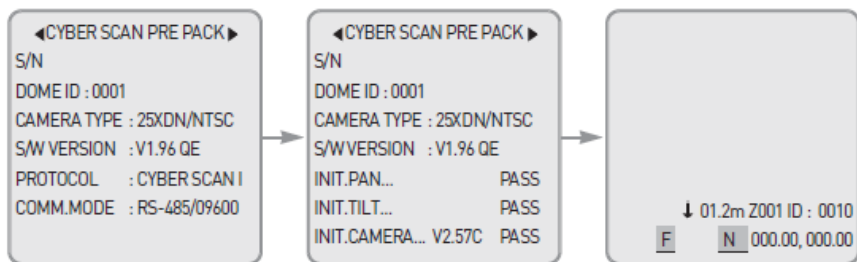 ◀CYBER SCAN PRE PACK▶
S/N
DOME ID : 0001
CAMERA TYPE : 25XDN/NTSC
S/W VERSION : V1.96 QE
PROTOCOL : CYBER SCAN I
COMM.MODE : RS-485/09600
◀CYBER SCAN PRE PACK▶
S/N
DOME ID : 0001
CAMERA TYPE : 25XDN/NTSC
S/W VERSION : V1.96 QE
INIT.PAN... PASS
INIT.TILT... PASS
INIT.CAMERA... V2.57C PASS
↓ 01.2m Z001 ID : 0010
F N 000.00, 000.00